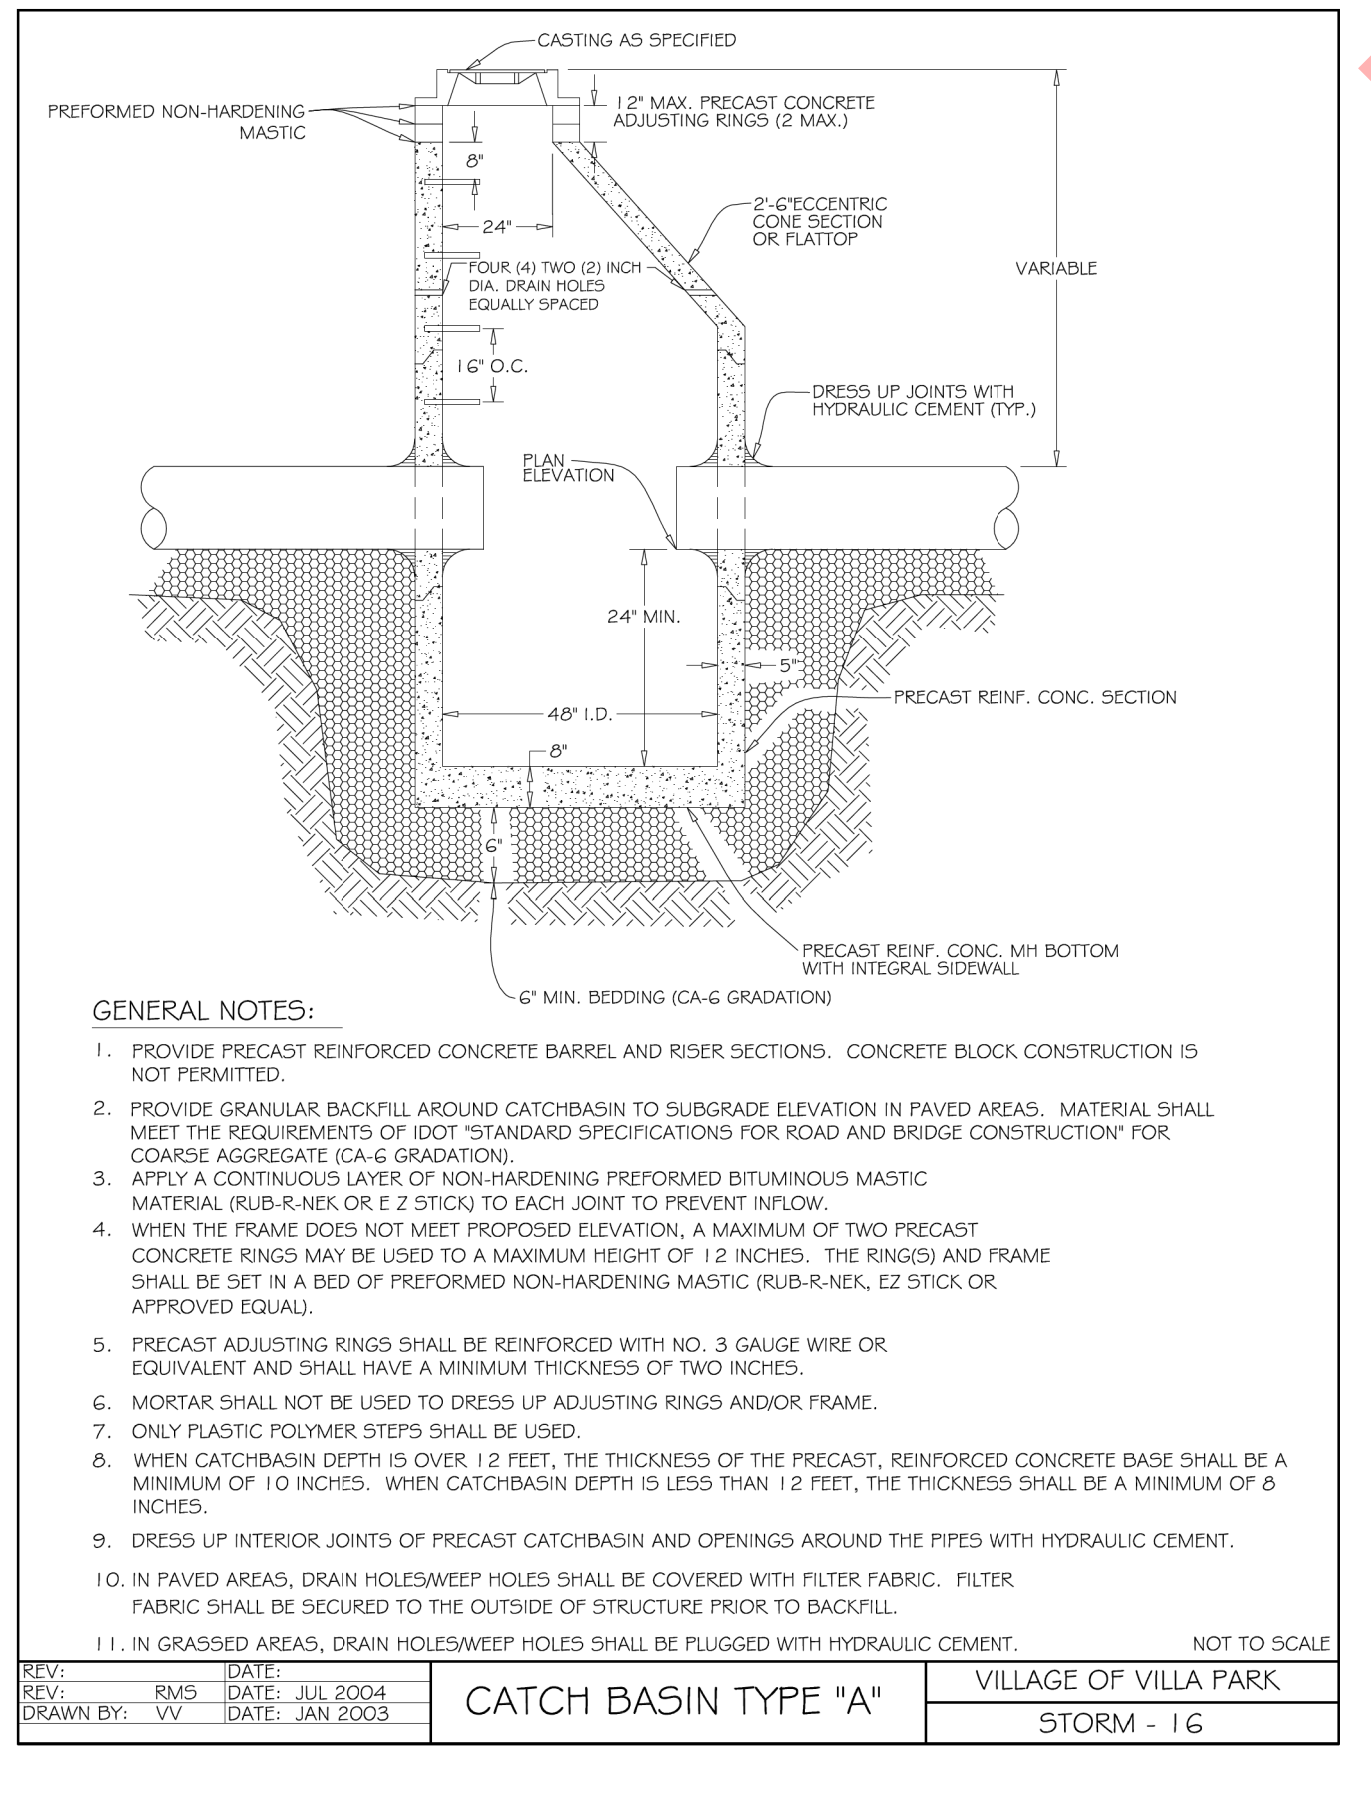 CASTING AS SPECIFIED
PREFORMED NON-HARDENING
MASTIC
12" MAX. PRECAST CONCRETE
ADJUSTING RINGS (2 MAX.)
8"
2'-6"ECCENTRIC
CONE SECTION
OR FLATTOP
24"
VARIABLE
FOUR (4) TWO (2) INCH
DIA. DRAIN HOLES
EQUALLY SPACED
16" O.C.
DRESS UP JOINTS WITH
HYDRAULIC CEMENT (TYP.)
PLAN
ELEVATION
24" MIN.
5"
PRECAST REINF. CONC. SECTION
48" I.D.
8"
6"
PRECAST REINF. CONC. MH BOTTOM
WITH INTEGRAL SIDEWALL
6" MIN. BEDDING (CA-6 GRADATION)
GENERAL NOTES:
1. PROVIDE PRECAST REINFORCED CONCRETE BARREL AND RISER SECTIONS. CONCRETE BLOCK CONSTRUCTION IS
NOT PERMITTED.
2. PROVIDE GRANULAR BACKFILL AROUND CATCHBASIN TO SUBGRADE ELEVATION IN PAVED AREAS. MATERIAL SHALL
MEET THE REQUIREMENTS OF IDOT "STANDARD SPECIFICATIONS FOR ROAD AND BRIDGE CONSTRUCTION" FOR
COARSE AGGREGATE (CA-6 GRADATION).
3. APPLY A CONTINUOUS LAYER OF NON-HARDENING PREFORMED BITUMINOUS MASTIC
MATERIAL (RUB-R-NEK OR E Z STICK) TO EACH JOINT TO PREVENT INFLOW.
4. WHEN THE FRAME DOES NOT MEET PROPOSED ELEVATION, A MAXIMUM OF TWO PRECAST
CONCRETE RINGS MAY BE USED TO A MAXIMUM HEIGHT OF 12 INCHES. THE RING(S) AND FRAME
SHALL BE SET IN A BED OF PREFORMED NON-HARDENING MASTIC (RUB-R-NEK, EZ STICK OR
APPROVED EQUAL).
5. PRECAST ADJUSTING RINGS SHALL BE REINFORCED WITH NO. 3 GAUGE WIRE OR
EQUIVALENT AND SHALL HAVE A MINIMUM THICKNESS OF TWO INCHES.
6. MORTAR SHALL NOT BE USED TO DRESS UP ADJUSTING RINGS AND/OR FRAME.
7. ONLY PLASTIC POLYMER STEPS SHALL BE USED.
8. WHEN CATCHBASIN DEPTH IS OVER 12 FEET, THE THICKNESS OF THE PRECAST, REINFORCED CONCRETE BASE SHALL BE A
MINIMUM OF 10 INCHES. WHEN CATCHBASIN DEPTH IS LESS THAN 12 FEET, THE THICKNESS SHALL BE A MINIMUM OF 8
INCHES.
9. DRESS UP INTERIOR JOINTS OF PRECAST CATCHBASIN AND OPENINGS AROUND THE PIPES WITH HYDRAULIC CEMENT.
10. IN PAVED AREAS, DRAIN HOLES/WEEP HOLES SHALL BE COVERED WITH FILTER FABRIC. FILTER
FABRIC SHALL BE SECURED TO THE OUTSIDE OF STRUCTURE PRIOR TO BACKFILL.
11. IN GRASSED AREAS, DRAIN HOLES/WEEP HOLES SHALL BE PLUGGED WITH HYDRAULIC CEMENT.
NOT TO SCALE
REV: DATE:
REV: RMS DATE: JUL 2004
DRAWN BY: VV DATE: JAN 2003
CATCH BASIN TYPE "A"
VILLAGE OF VILLA PARK
STORM - 16